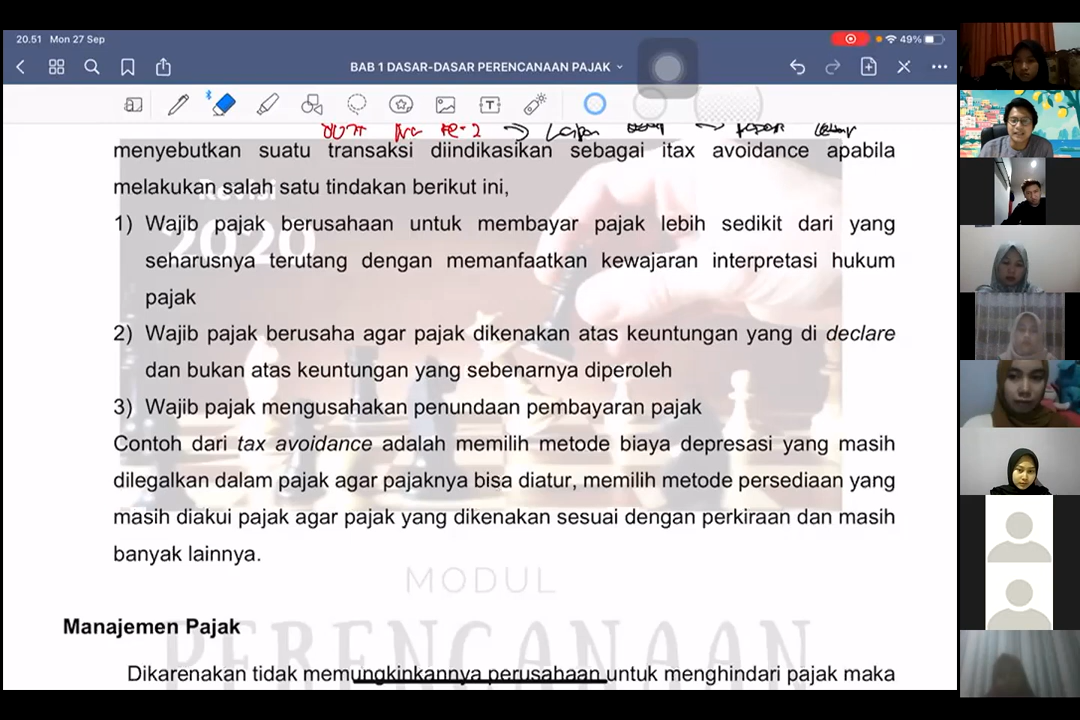 20.51 Mon 27 Sep
49%
BAB 1 DASAR-DASAR PERENCANAAN PAJAK
menyebutkan suatu transaksi diindikasikan sebagai itax avoidance apabila
melakukan salah satu tindakan berikut ini,
Revisi
2020
1) Wajib pajak berusahaan untuk membayar pajak lebih sedikit dari yang
seharusnya terutang dengan memanfaatkan kewajaran interpretasi hukum
pajak
2) Wajib pajak berusaha agar pajak dikenakan atas keuntungan yang di declare
dan bukan atas keuntungan yang sebenarnya diperoleh
3) Wajib pajak mengusahakan penundaan pembayaran pajak
Contoh dari tax avoidance adalah memilih metode biaya depresasi yang masih
dilegalkan dalam pajak agar pajaknya bisa diatur, memilih metode persediaan yang
masih diakui pajak agar pajak yang dikenakan sesuai dengan perkiraan dan masih
banyak lainnya.
MODUL
Manajemen Pajak
PERENCANAAN
Dikarenakan tidak memungkinkannya perusahaan untuk menghindari pajak maka